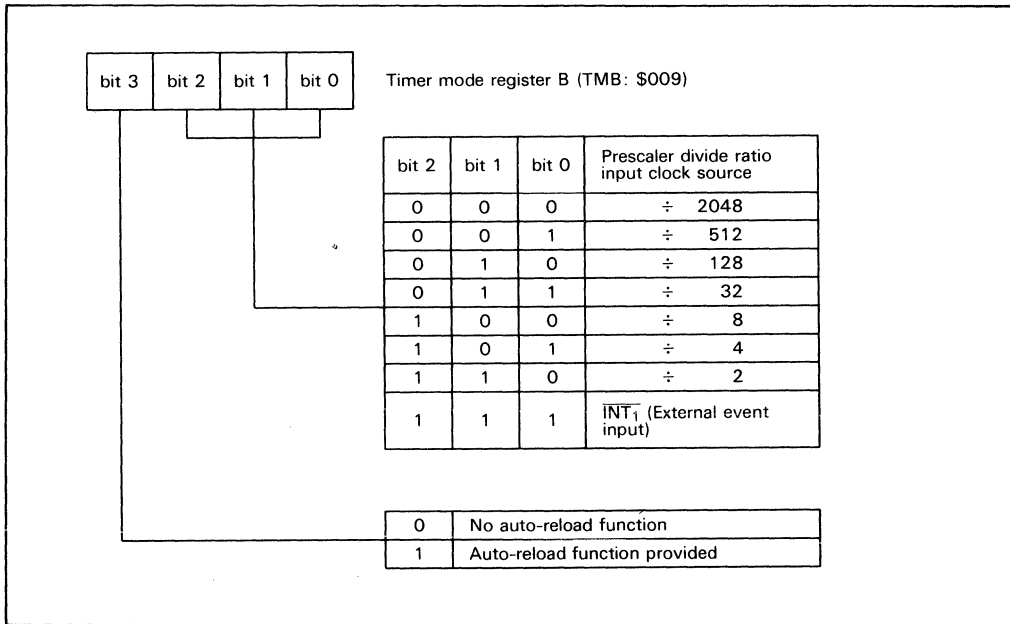 bit 3 bit 2 bit 1 bit 0 Timer mode register B (TMB: $009)
bit 2 bit 1 bit 0 Prescaler divide ratio
input clock source
0 0 0 ÷ 2048
0 0 1 ÷ 512
0 1 0 ÷ 128
0 1 1 ÷ 32
1 0 0 ÷ 8
1 0 1 ÷ 4
1 1 0 ÷ 2
1 1 1 I̅N̅T̅₁̅ (External event
input)
0 No auto-reload function
1 Auto-reload function provided